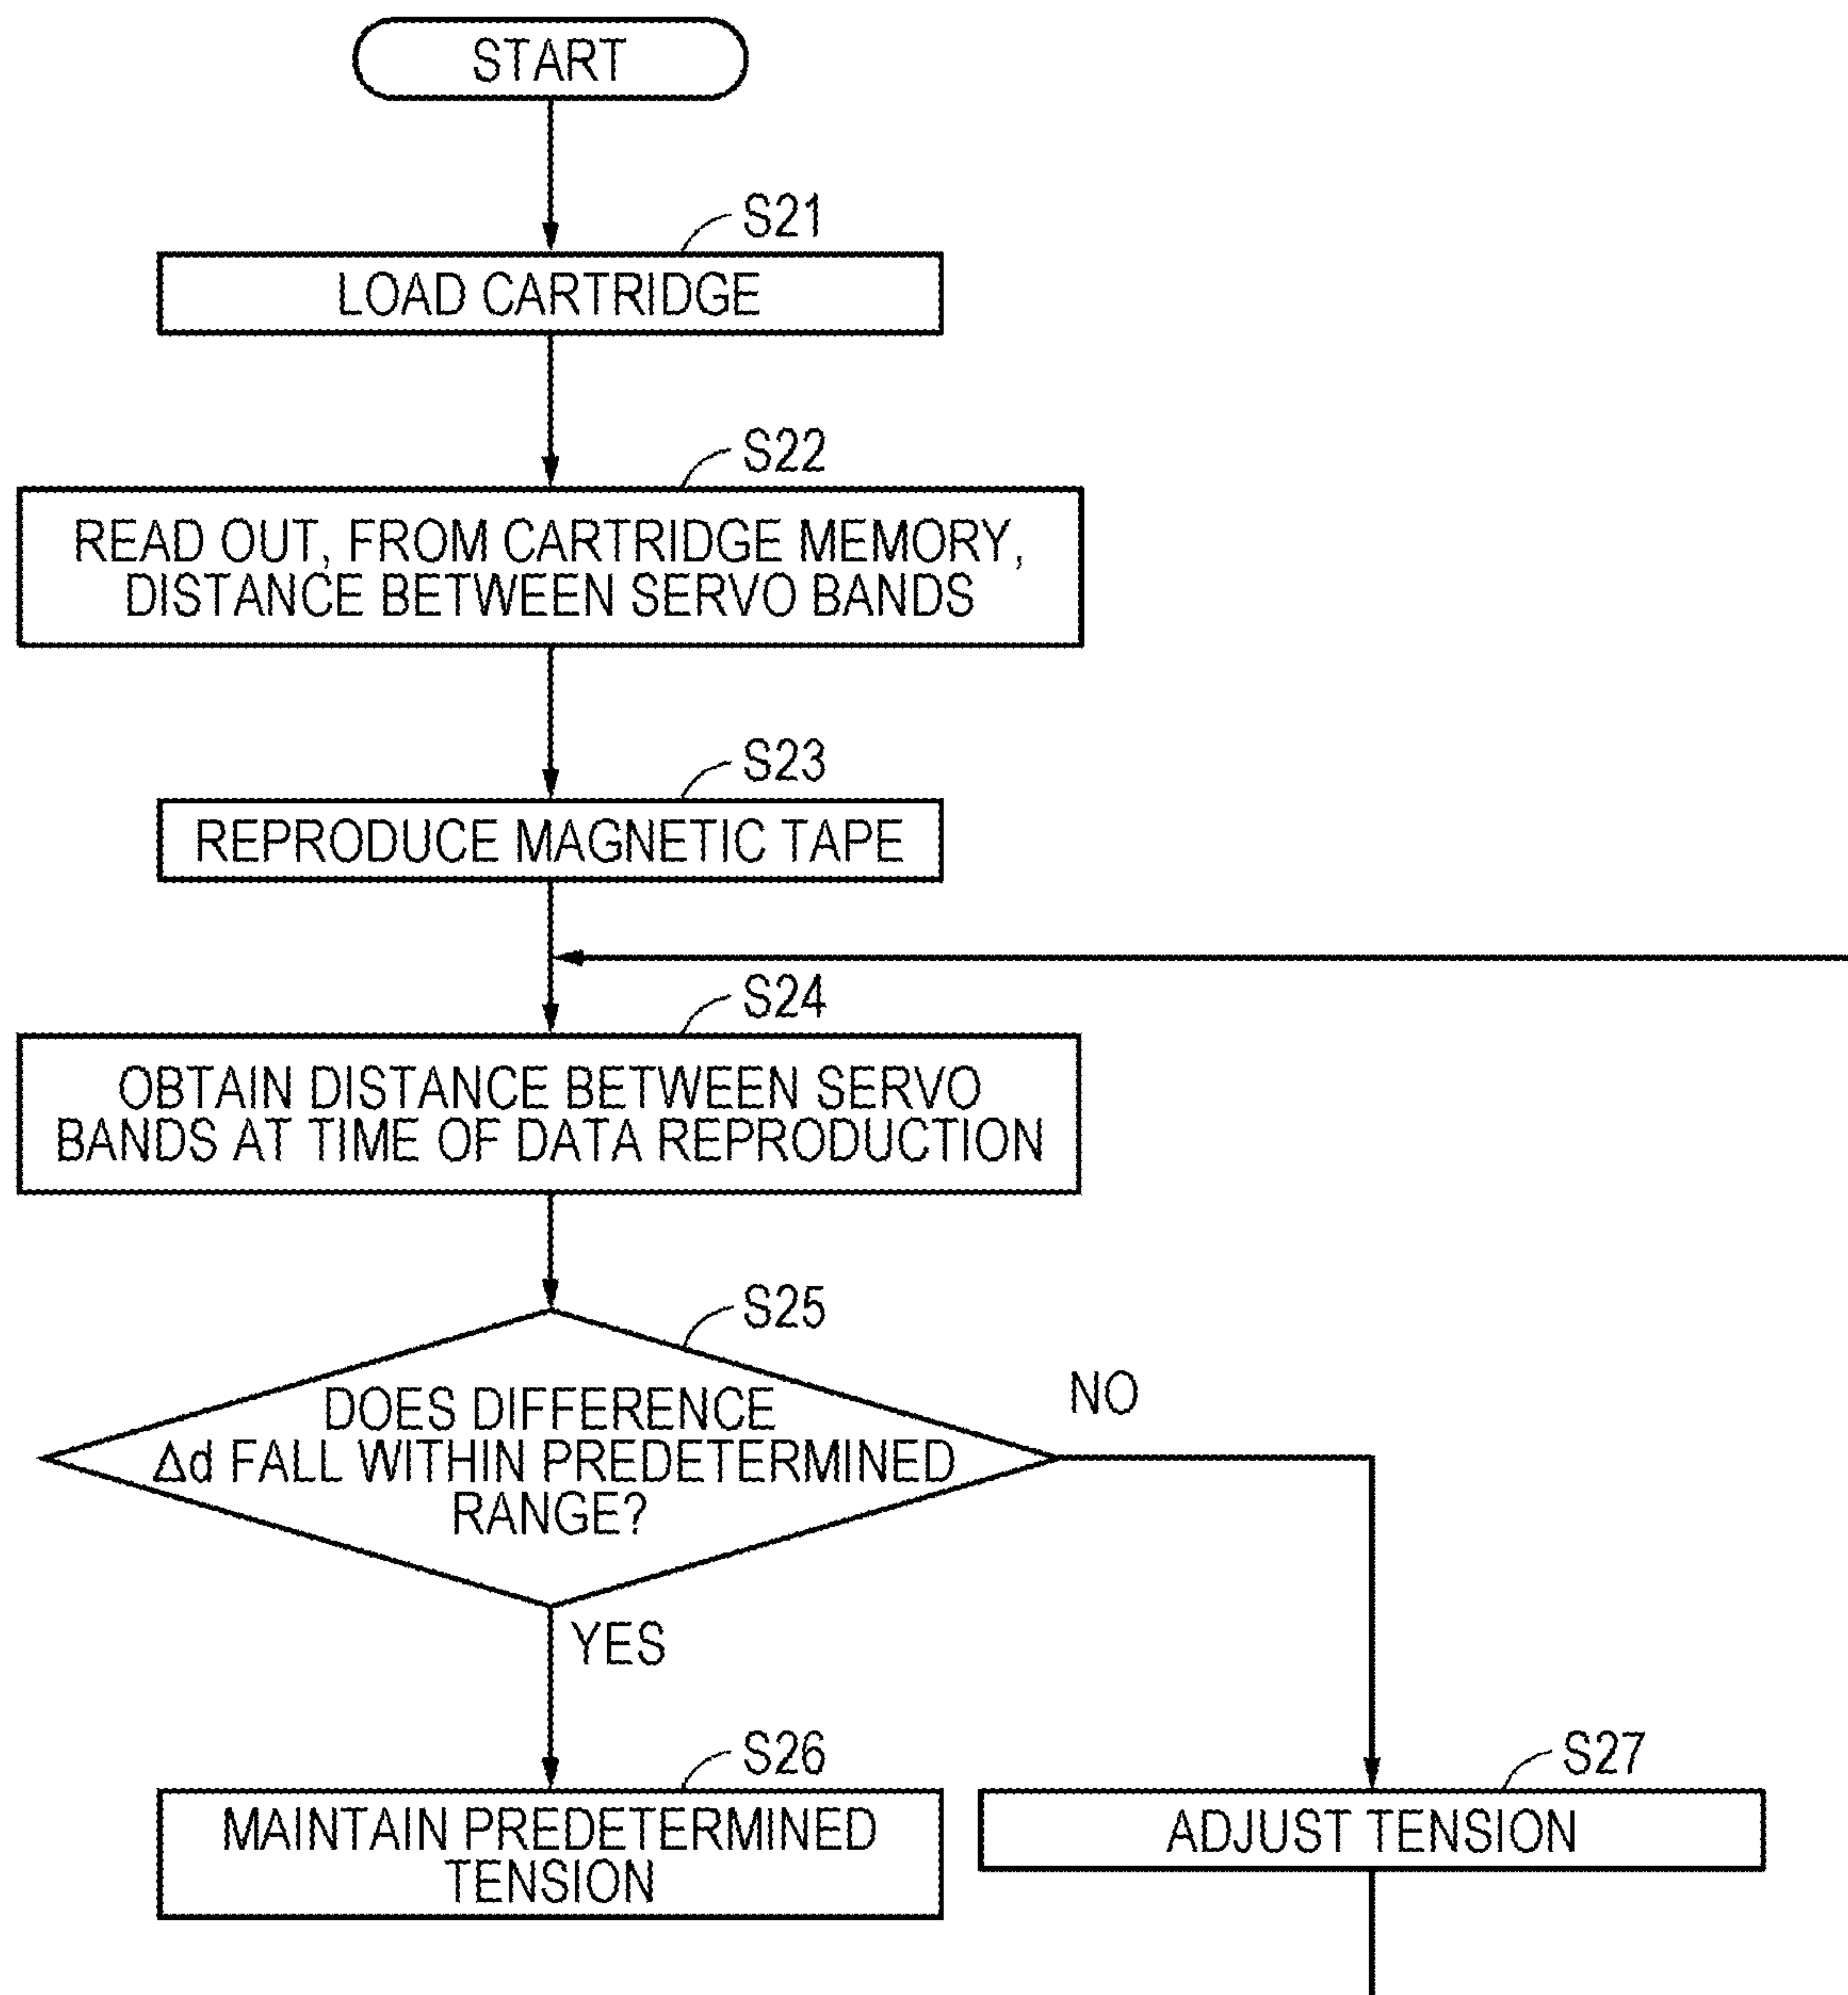 START
S21
LOAD CARTRIDGE
S22
READ OUT, FROM CARTRIDGE MEMORY,
DISTANCE BETWEEN SERVO BANDS
S23
REPRODUCE MAGNETIC TAPE
S24
OBTAIN DISTANCE BETWEEN SERVO
BANDS AT TIME OF DATA REPRODUCTION
S25
DOES DIFFERENCE
Δd FALL WITHIN PREDETERMINED
RANGE?
NO
YES
S26
MAINTAIN PREDETERMINED
TENSION
S27
ADJUST TENSION